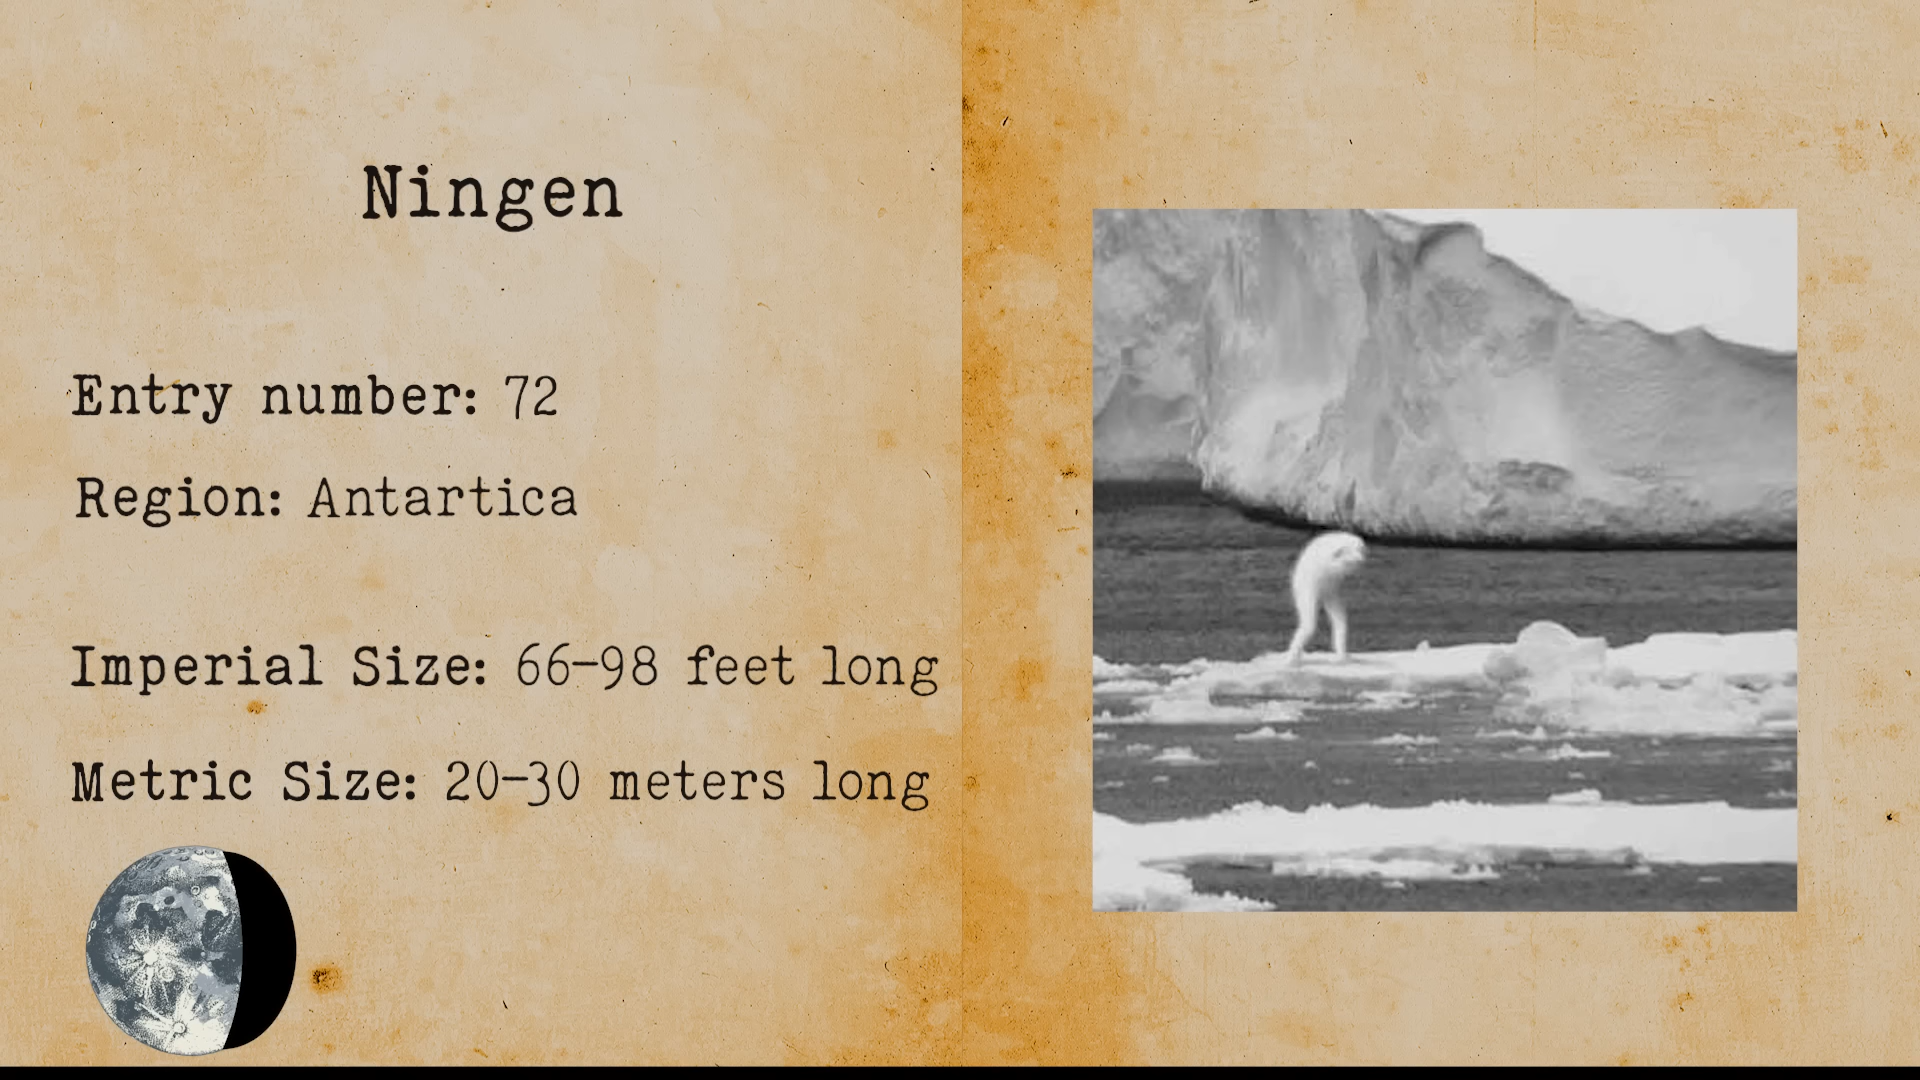 Ningen
Entry number: 72
Region: Antartica
Imperial Size: 66-98 feet long
Metric Size: 20-30 meters long